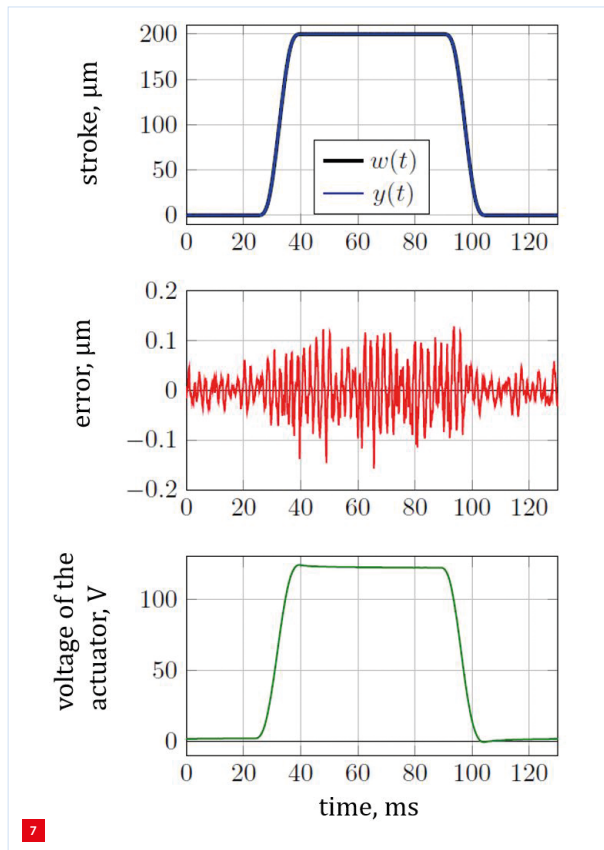 200
150
100
50
0
stroke, µm
w(t)
y(t)
0 20 40 60 80 100 120
0.2
0.1
0
−0.1
−0.2
error, µm
0 20 40 60 80 100 120
100
50
0
voltage of the
actuator, V
0 20 40 60 80 100 120
time, ms
7